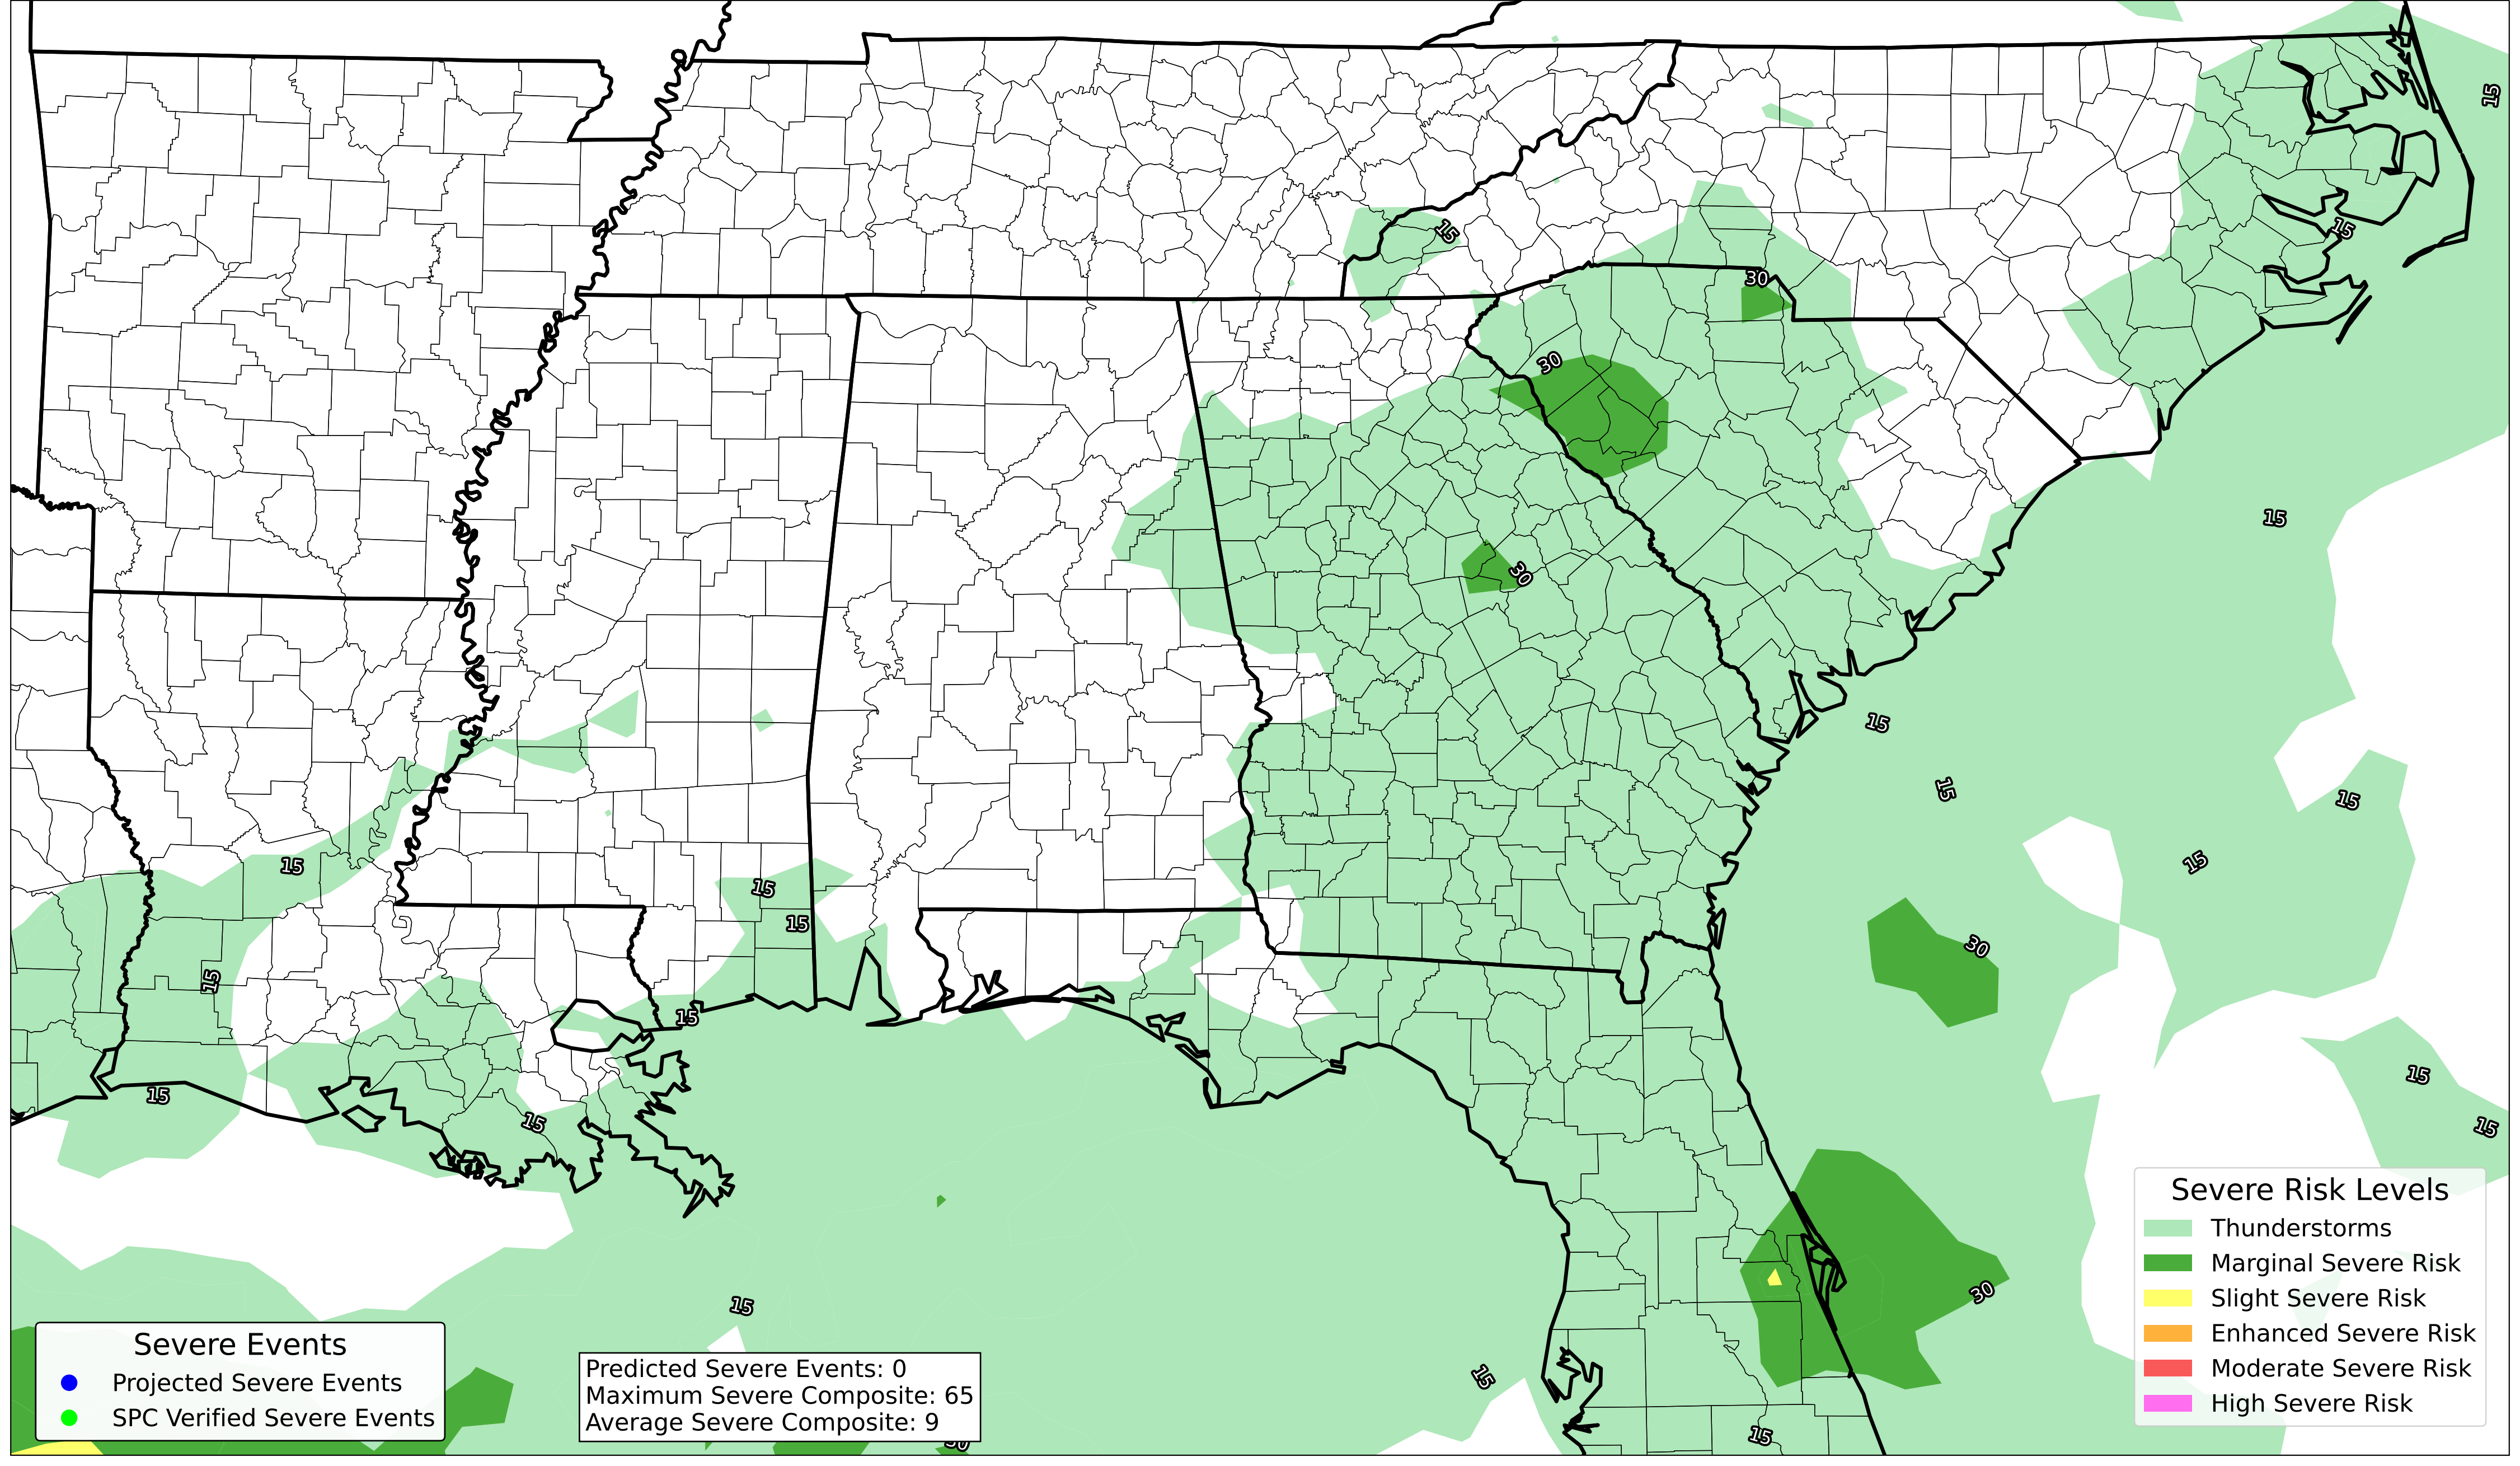 15
15
15
30
30
15
30
15
15
15
15
15
15
15
30
15
15
15
15
15
15
30
15
15
15
30
Severe Events
Projected Severe Events
SPC Verified Severe Events
Predicted Severe Events: 0
Maximum Severe Composite: 65
Average Severe Composite: 9
Severe Risk Levels
Thunderstorms
Marginal Severe Risk
Slight Severe Risk
Enhanced Severe Risk
Moderate Severe Risk
High Severe Risk